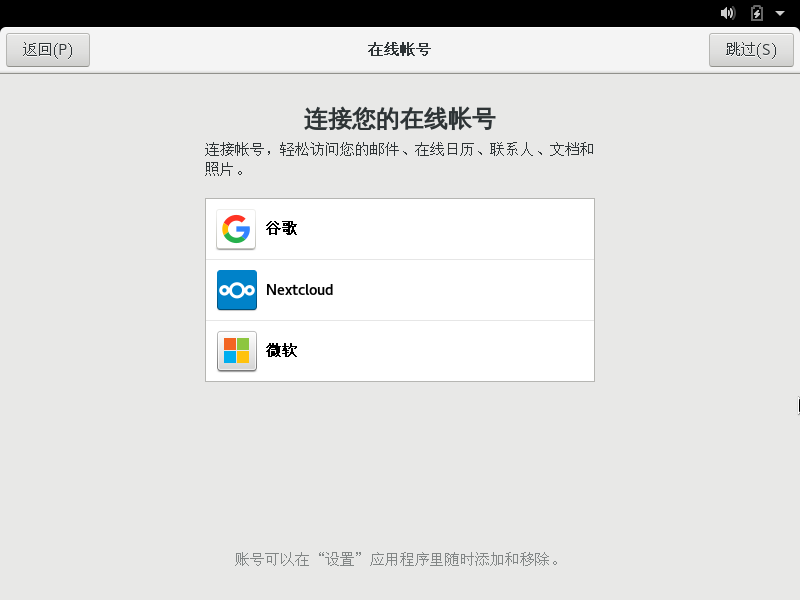 返回(P)
在线帐号
跳过(S)
连接您的在线帐号
连接帐号，轻松访问您的邮件、在线日历、联系人、文档和
照片。
谷歌
Nextcloud
微软
账号可以在“设置”应用程序里随时添加和移除。